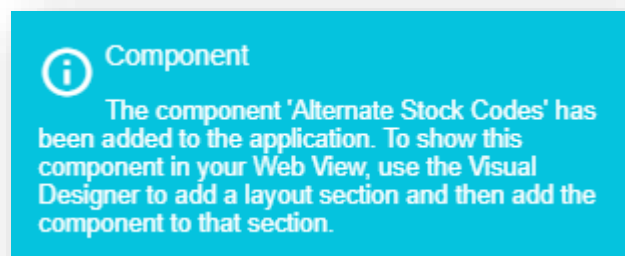 Component
The component 'Alternate Stock Codes' has
been added to the application. To show this
component in your Web View, use the Visual
Designer to add a layout section and then add the
component to that section.